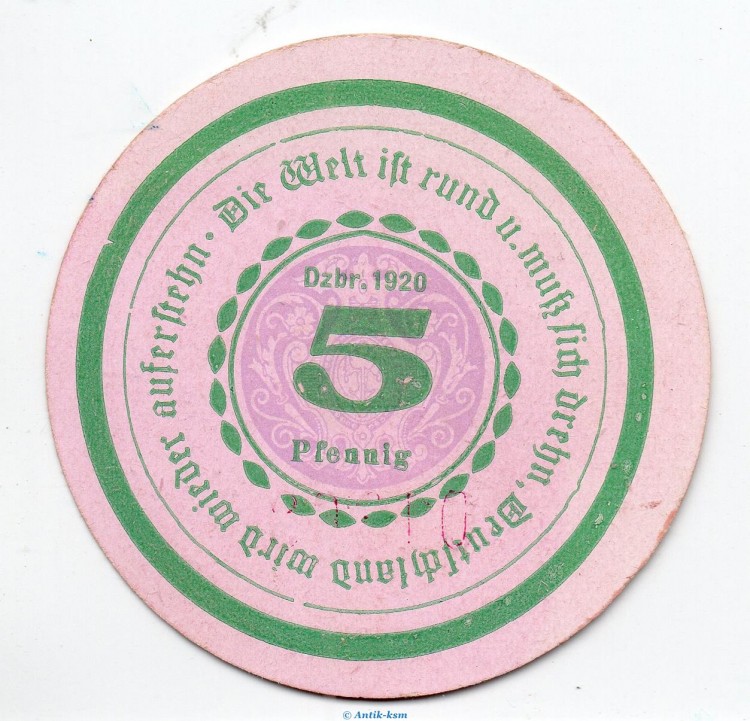 Die Welt ist rund u. muß sich drehn, Deutschland wird wieder auferstehn ·
Dzbr. 1920
5
Pfennig
© Antik-ksm